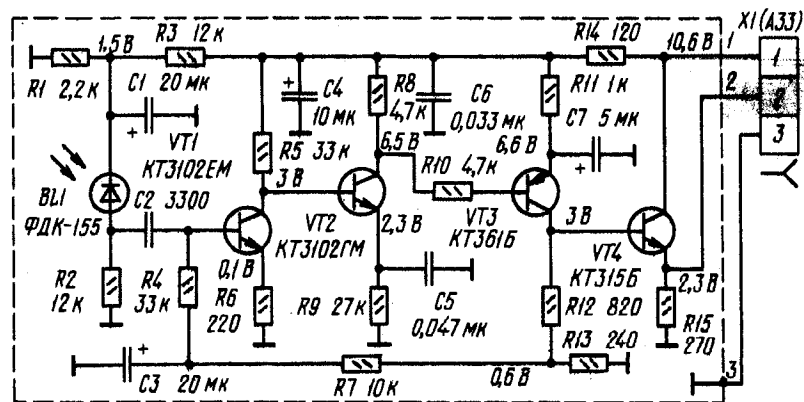 X1(A33)
1,5 В
R3 12 к
R14 120
10,6 В
1
1
R1 2,2 к
C1
20 мк
+
C4
10 мк
R8
4,7 к
C6
0,033 мк
R11 1 к
C7 5 мк
2
2
3
+
VT1
КТ3102ЕМ
R5 33 к
6,5 В
R10 4,7 к
6,6 В
+
BL1
ФДК-155
C2 3300
3 В
VT2
КТ3102ГМ
2,3 В
VT3
КТ361Б
3 В
VT4
КТ315Б
0,1 В
R2
12 к
R4
33 к
R6
220
R9 27 к
C5
0,047 мк
R12 820
2,3 В
R15
270
+
C3 20 мк
R7 10 к
0,6 В
R13 240
3